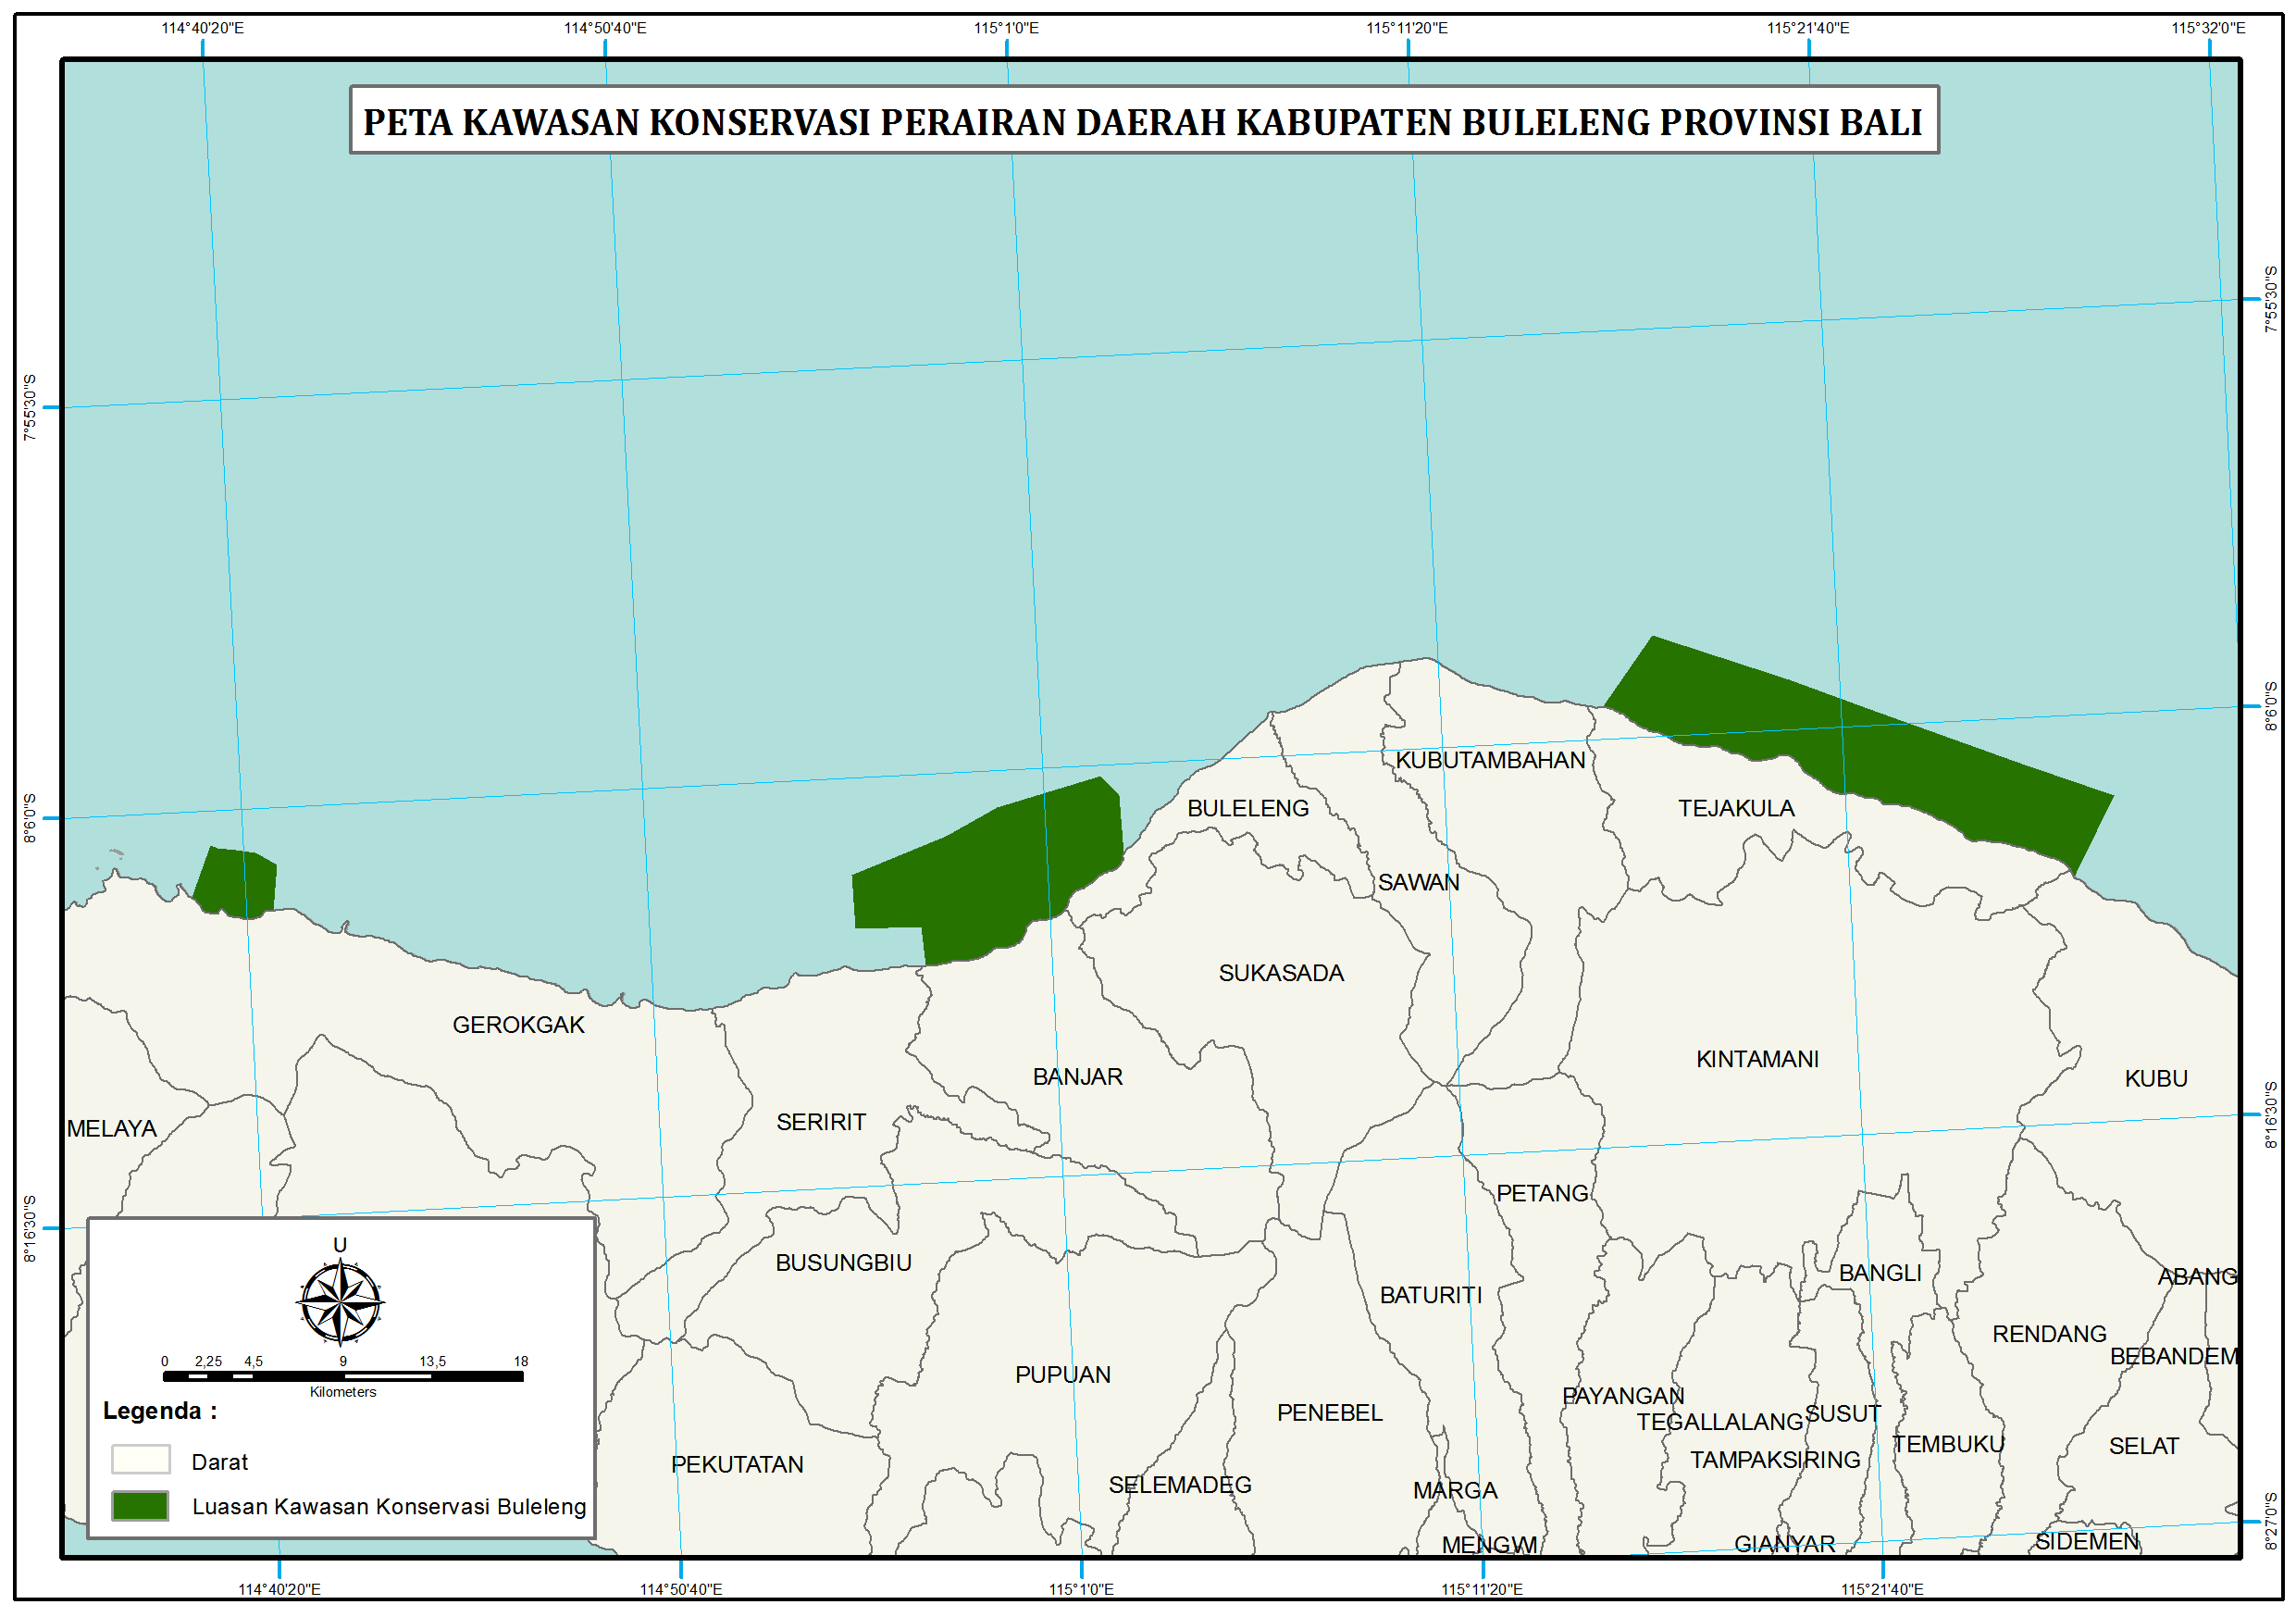 114°40'20"E 114°50'40"E 115°1'0"E 115°11'20"E 115°21'40"E 115°32'0"E
PETA KAWASAN KONSERVASI PERAIRAN DAERAH KABUPATEN BULELENG PROVINSI BALI
7°55'30"S
7°55'30"S
8°6'0"S
8°6'0"S
KUBUTAMBAHAN
BULELENG
TEJAKULA
SAWAN
SUKASADA
GEROKGAK
KINTAMANI
BANJAR
KUBU
SERIRIT
MELAYA
8°16'30"S
8°16'30"S
PETANG
BUSUNGBIU
BANGLI
ABANG
BATURITI
RENDANG
BEBANDEM
PUPUAN
PAYANGAN
PENEBEL
SUSUT
TEGALLALANG
TEMBUKU
SELAT
TAMPAKSIRING
PEKUTATAN
SELEMADEG
MARGA
MENGWI
GIANYAR
SIDEMEN
8°27'0"S
U
0 2,25 4,5 9 13,5 18
Kilometers
Legenda :
Darat
Luasan Kawasan Konservasi Buleleng
114°40'20"E 114°50'40"E 115°1'0"E 115°11'20"E 115°21'40"E